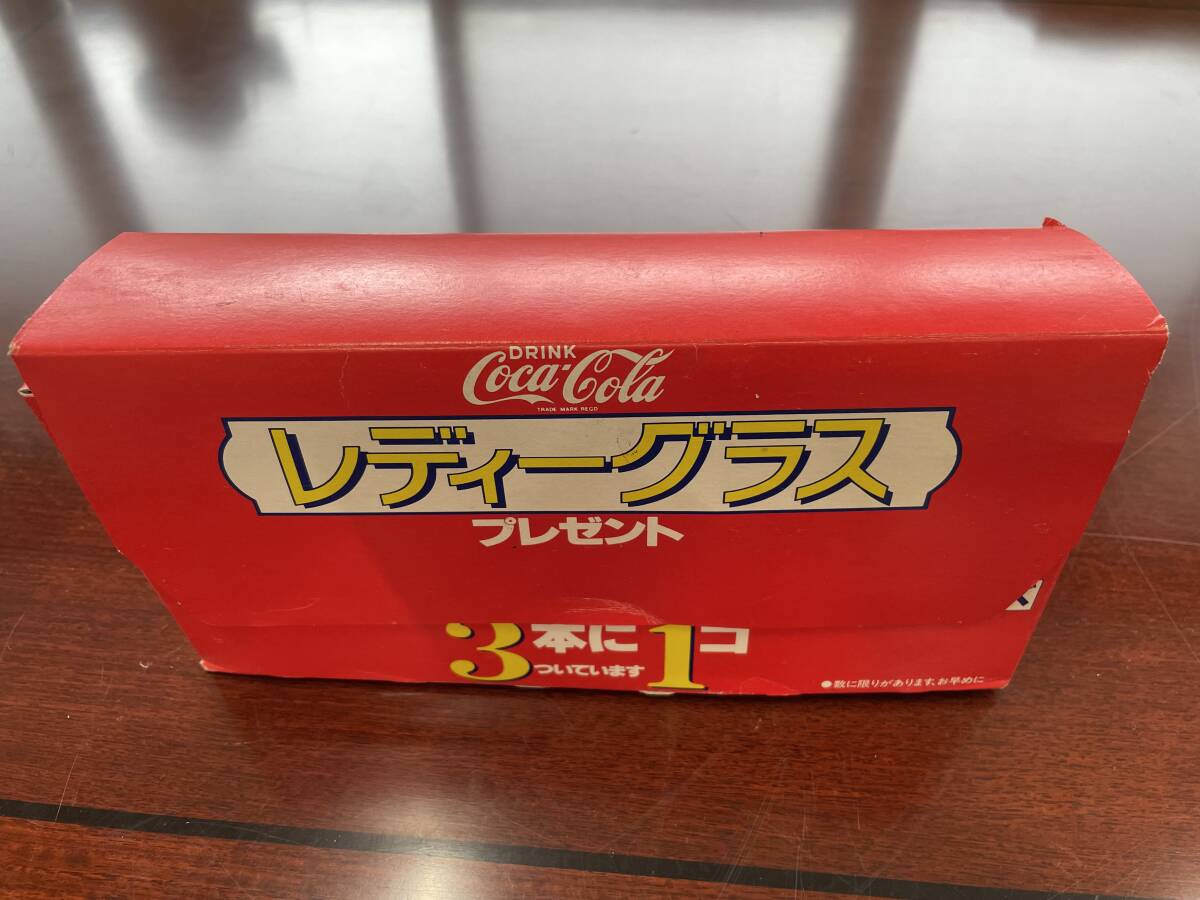 DRINK
Coca-Cola
TRADE MARK REGD
レディーグラス
プレゼント
3本に1コ
ついています
●数に限りがあります、お早めに